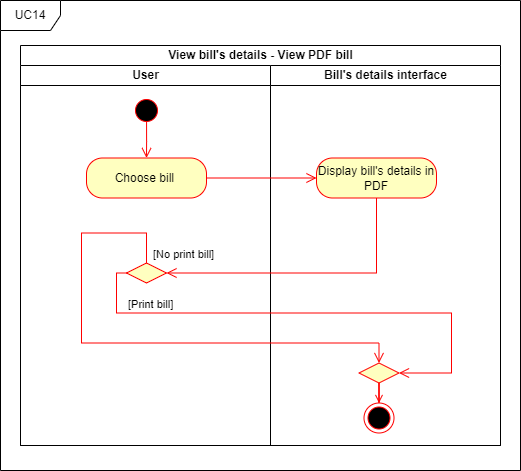 UC14
View bill's details - View PDF bill
User
Bill's details interface
Choose bill
Display bill's details in
PDF
[No print bill]
[Print bill]